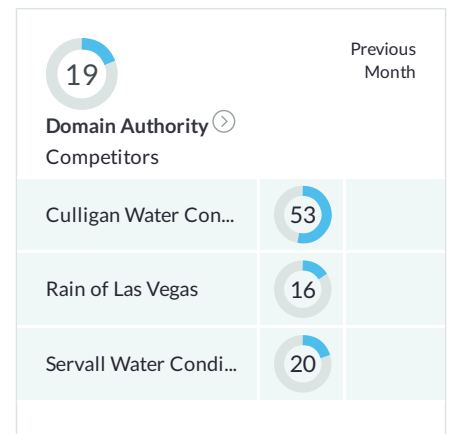 19
Previous
Month
Domain Authority
Competitors
Culligan Water Con... 53
Rain of Las Vegas 16
Servall Water Condi... 20